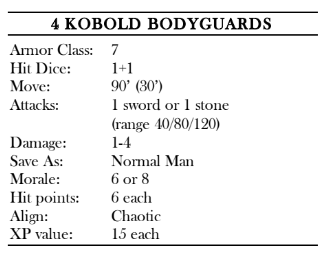 4 KOBOLD BODYGUARDS
Armor Class: 7
Hit Dice: 1+1
Move: 90' (30')
Attacks: 1 sword or 1 stone
(range 40/80/120)
Damage: 1-4
Save As: Normal Man
Morale: 6 or 8
Hit points: 6 each
Align: Chaotic
XP value: 15 each